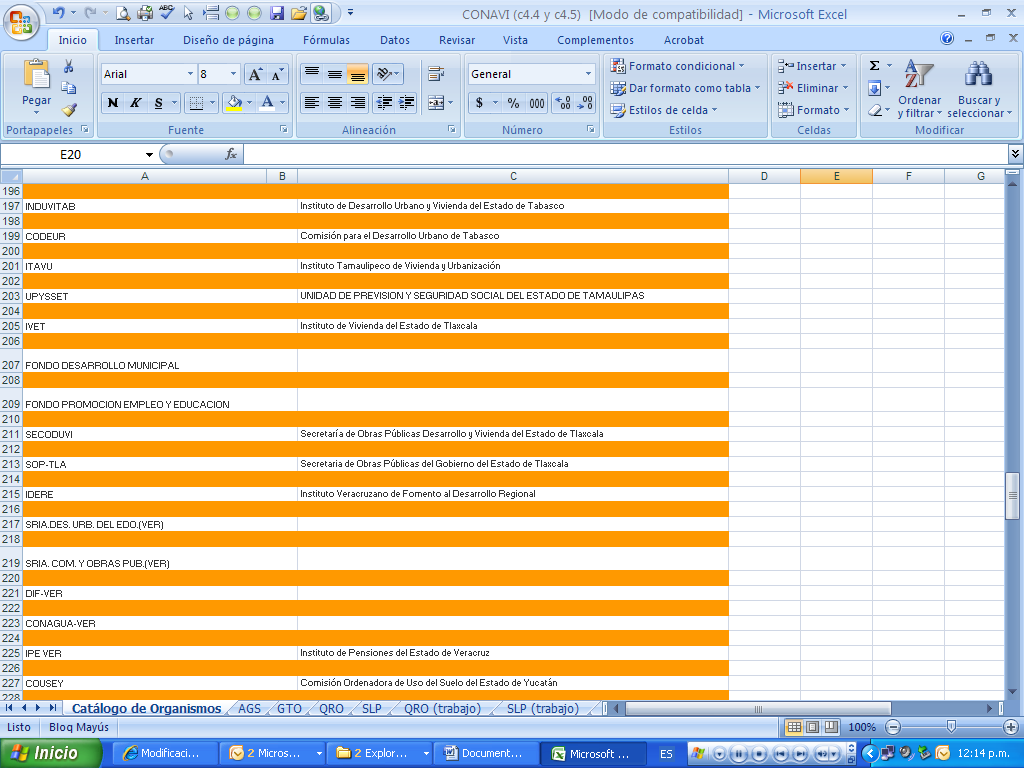 CONAVI (c4.4 y c4.5) [Modo de compatibilidad] - Microsoft Excel
Inicio Insertar Diseño de página Fórmulas Datos Revisar Vista Complementos Acrobat
Pegar
Arial 8
General
Formato condicional
Dar formato como tabla
Estilos de celda
Insertar
Eliminar
Formato
Ordenar y filtrar
Buscar y seleccionar
N K S
$ % 000
Portapapeles Fuente Alineación Número Estilos Celdas Modificar
E20 fx
A B C D E F G
196
197 INDUVITAB Instituto de Desarrollo Urbano y Vivienda del Estado de Tabasco
198
199 CODEUR Comisión para el Desarrollo Urbano de Tabasco
200
201 ITAVU Instituto Tamaulipeco de Vivienda y Urbanización
202
203 UPYSSET UNIDAD DE PREVISION Y SEGURIDAD SOCIAL DEL ESTADO DE TAMAULIPAS
204
205 IVET Instituto de Vivienda del Estado de Tlaxcala
206
207 FONDO DESARROLLO MUNICIPAL
208
209 FONDO PROMOCION EMPLEO Y EDUCACION
210
211 SECODUVI Secretaría de Obras Públicas Desarrollo y Vivienda del Estado de Tlaxcala
212
213 SOP-TLA Secretaria de Obras Públicas del Gobierno del Estado de Tlaxcala
214
215 IDERE Instituto Veracruzano de Fomento al Desarrollo Regional
216
217 SRIA.DES. URB. DEL EDO.(VER)
218
219 SRIA. COM. Y OBRAS PUB.(VER)
220
221 DIF-VER
222
223 CONAGUA-VER
224
225 IPE VER Instituto de Pensiones del Estado de Veracruz
226
227 COUSEY Comisión Ordenadora de Uso del Suelo del Estado de Yucatán
228
Catálogo de Organismos AGS GTO QRO SLP QRO (trabajo) SLP (trabajo)
Listo Bloq Mayús 100%
Inicio Modificaci... 2 Micros... 2 Explor... Document... Microsoft ... ES 12:14 p.m.